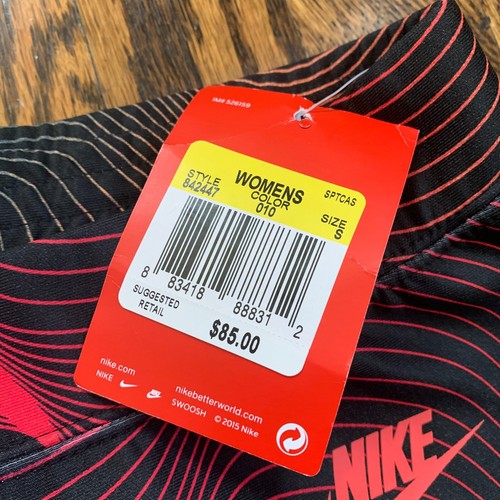 IM# 526159
STYLE WOMENS SPTCAS
842447 COLOR SIZE
010 S
8 83418 88831 2
SUGGESTED
RETAIL $85.00
nike.com nikebetterworld.com
NIKE SWOOSH © 2015 Nike
NIKE